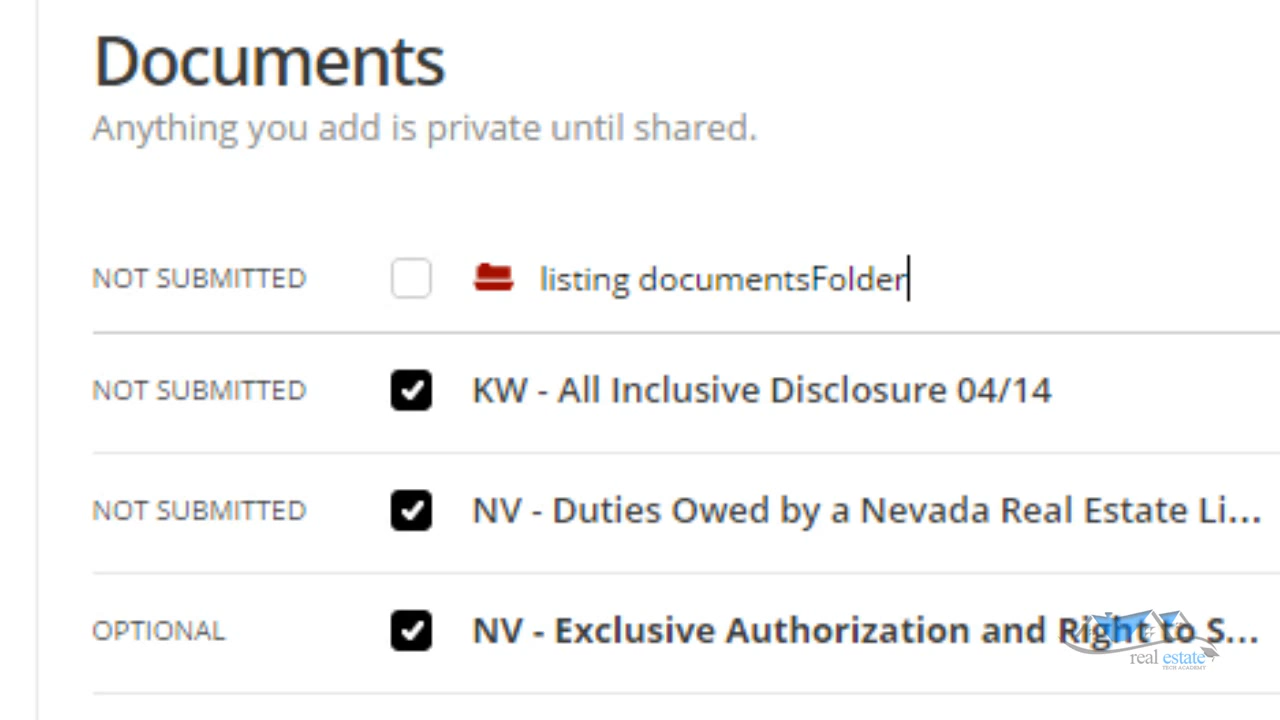 Documents
Anything you add is private until shared.
NOT SUBMITTED listing documentsFolder
NOT SUBMITTED KW - All Inclusive Disclosure 04/14
NOT SUBMITTED NV - Duties Owed by a Nevada Real Estate Li...
OPTIONAL NV - Exclusive Authorization and Right to S...
real estate
TECH ACADEMY